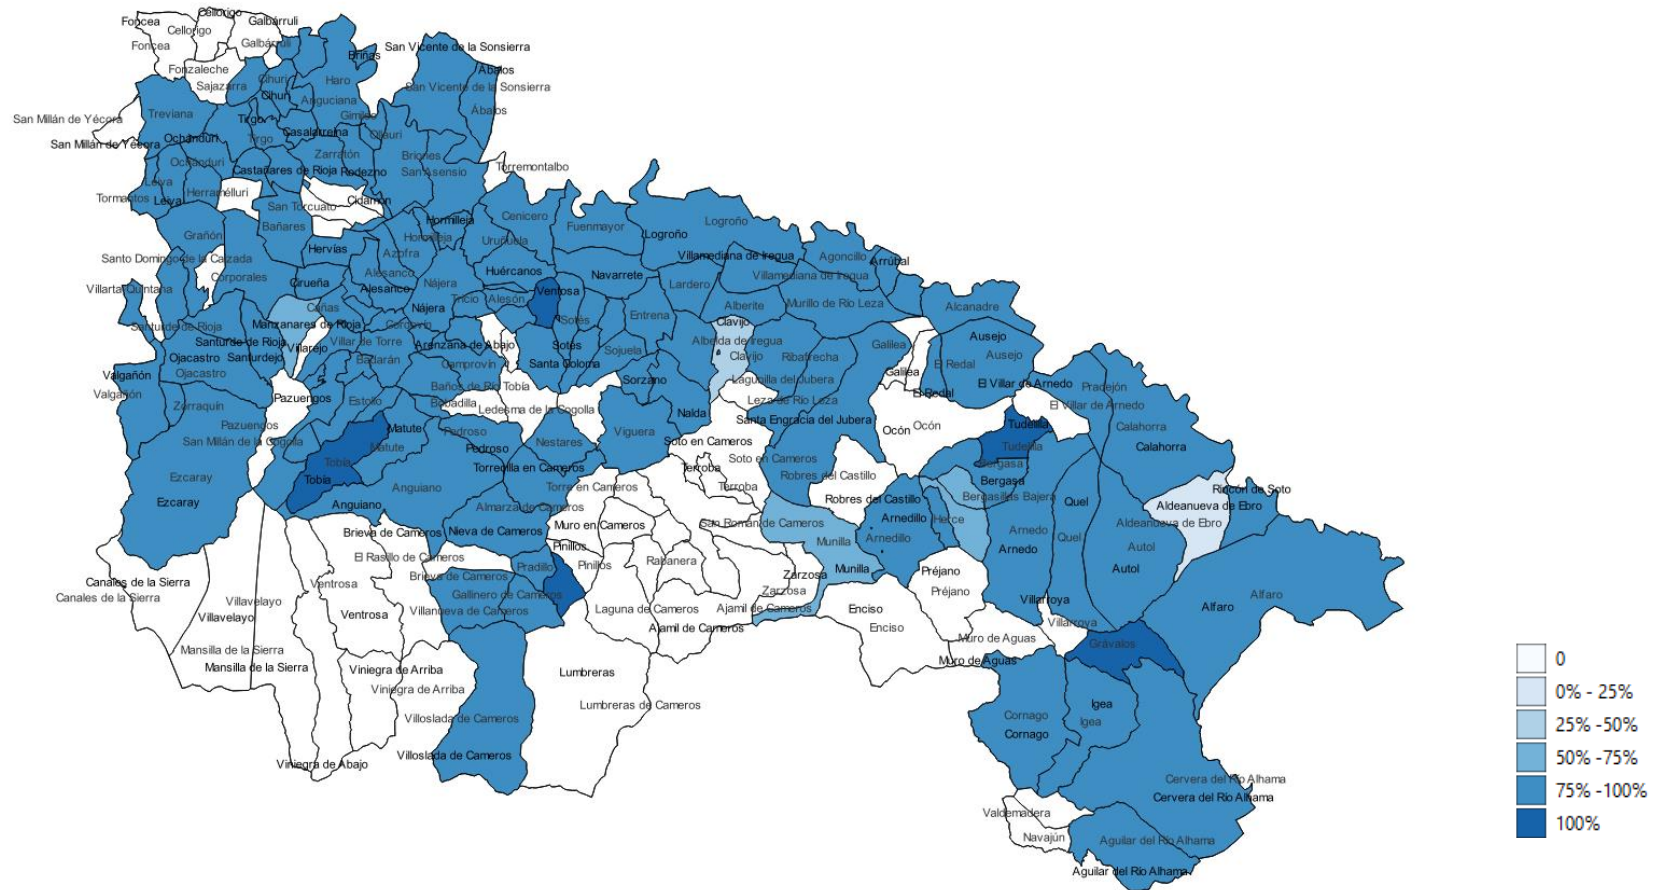 Cellorigo
Foncea
Galbárruli
Cellorigo
Foncea
Galbárruli
San Vicente de la Sonsierra
Briñas
Fonzaleche
Ábalos
Sajazarra
Cihuri
Haro
San Vicente de la Sonsierra
Cihuri
Anguciana
Ábalos
Treviana
Gimileo
San Millán de Yécora
Tirgo
Casalarreina
Ollauri
Ochánduri
Tirgo
San Millán de Yécora
Zarratón
Briones
Ochánduri
Castañares de Rioja
Rodezno
San Asensio
Torremontalbo
Leiva
Herramélluri
Tormantos
Leiva
San Torcuato
Cidamón
Hormilleja
Cenicero
Logroño
Bañares
Fuenmayor
Grañón
Hormilleja
Uruñuela
Logroño
Hervías
Azofra
Santo Domingo de la Calzada
Villamediana de Iregua
Agoncillo
Arrúbal
Corporales
Alesanco
Huércanos
Navarrete
Villamediana de Iregua
Cirueña
Nájera
Lardero
Villarta-Quintana
Alesanco
Ventosa
Tricio
Alesón
Cañas
Nájera
Alberite
Murillo de Río Leza
Alcanadre
Entrena
Santurde de Rioja
Manzanares de Rioja
Cordovín
Sotés
Clavijo
Santurde de Rioja
Villarejo
Villar de Torre
Arenzana de Abajo
Sotés
Sojuela
Albelda de Iregua
Galilea
Ausejo
Ojacastro
Santurdejo
Badarán
Camprovín
Santa Coloma
Clavijo
Ribafrecha
Ausejo
Valgañón
Ojacastro
Baños de Río Tobía
Sorzano
Lagunilla del Jubera
Galilea
El Redal
El Villar de Arnedo
Pradejón
Valgañón
Pazuengos
Estollo
Bobadilla
Ledesma de la Cogolla
Leza de Río Leza
El Redal
El Villar de Arnedo
Zorraquín
Nalda
Santa Engracia del Jubera
Pazuengos
Matute
Pedroso
Viguera
Ocón
Ocón
Tudelilla
Calahorra
San Millán de la Cogolla
Matute
Pedroso
Nestares
Soto en Cameros
Tudelilla
Calahorra
Tobía
Torrecilla en Cameros
Soto en Cameros
Bergasa
Ezcaray
Tobía
Terroba
Robres del Castillo
Bergasa
Anguiano
Torre en Cameros
Terroba
Rincón de Soto
Ezcaray
Anguiano
Almarza de Cameros
Robres del Castillo
Bergasillas Bajera
Quel
Aldeanueva de Ebro
Muro en Cameros
San Román de Cameros
Arnedillo
Herce
Aldeanueva de Ebro
Brieva de Cameros
Nieva de Cameros
Arnedo
Quel
Pinillos
Munilla
Arnedillo
Arnedo
Autol
El Rasillo de Cameros
Pradillo
Pinillos
Rabanera
Munilla
Préjano
Autol
Canales de la Sierra
Ventrosa
Brieva de Cameros
Zarzosa
Canales de la Sierra
Gallinero de Cameros
Zarzosa
Préjano
Villavelayo
Villanueva de Cameros
Laguna de Cameros
Ajamil de Cameros
Enciso
Villarroya
Alfaro
Alfaro
Villavelayo
Ventrosa
Ajamil de Cameros
Enciso
Villarroya
Mansilla de la Sierra
Muro de Aguas
Grávalos
Mansilla de la Sierra
Viniegra de Arriba
Lumbreras
Muro de Aguas
Viniegra de Arriba
Lumbreras de Cameros
Igea
Villoslada de Cameros
Cornago
Igea
Cornago
Villoslada de Cameros
Viniegra de Abajo
Cervera del Río Alhama
Cervera del Río Alhama
Valdemadera
Navajún
Aguilar del Río Alhama
Aguilar del Río Alhama
0
0% - 25%
25% -50%
50% -75%
75% -100%
100%